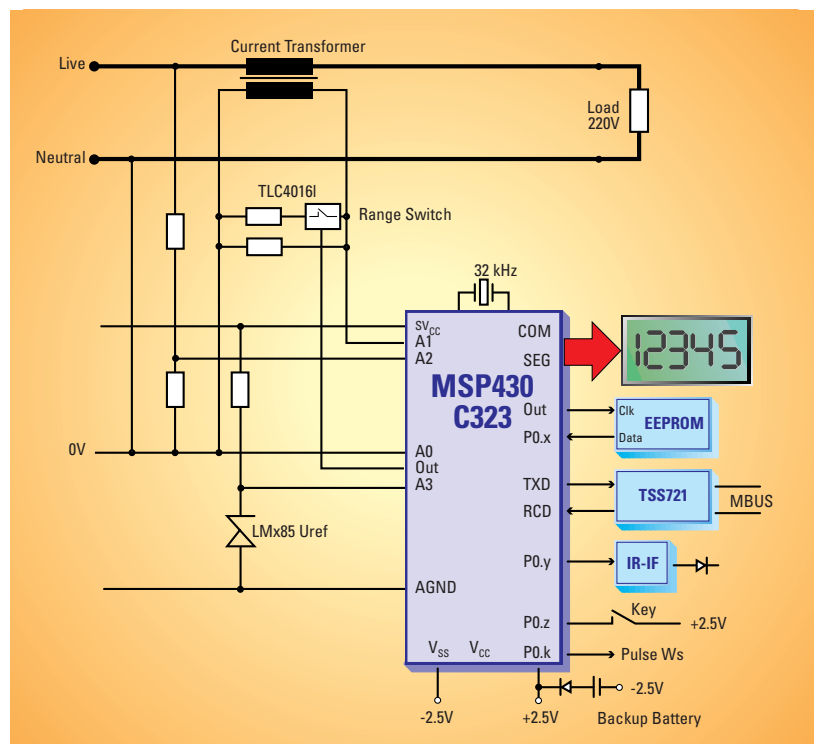 Current Transformer
Live
Load
220V
Neutral
TLC4016I
Range Switch
32 kHz
SVCC
A1
A2
COM
SEG
12345
MSP430
C323
Out
P0.x
Clk
Data
EEPROM
0V
A0
Out
A3
TXD
RCD
TSS721
MBUS
LMx85 Uref
P0.y
IR-IF
AGND
P0.z
Key
+2.5V
VSS
VCC
P0.k
Pulse Ws
-2.5V
-2.5V
+2.5V
Backup Battery